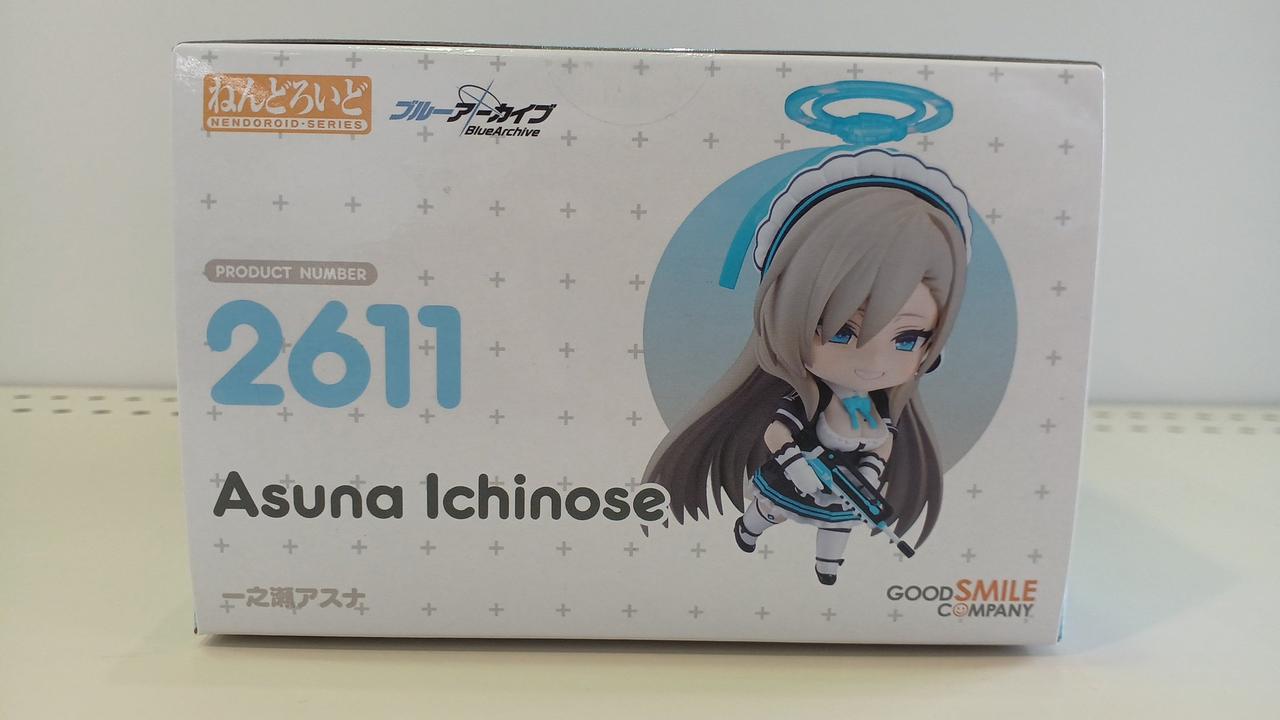 ねんどろいど
NENDOROID·SERIES
ブルーアーカイブ
BlueArchive
PRODUCT NUMBER
2611
Asuna Ichinose
一之瀬アスナ
GOODSMILE
COMPANY